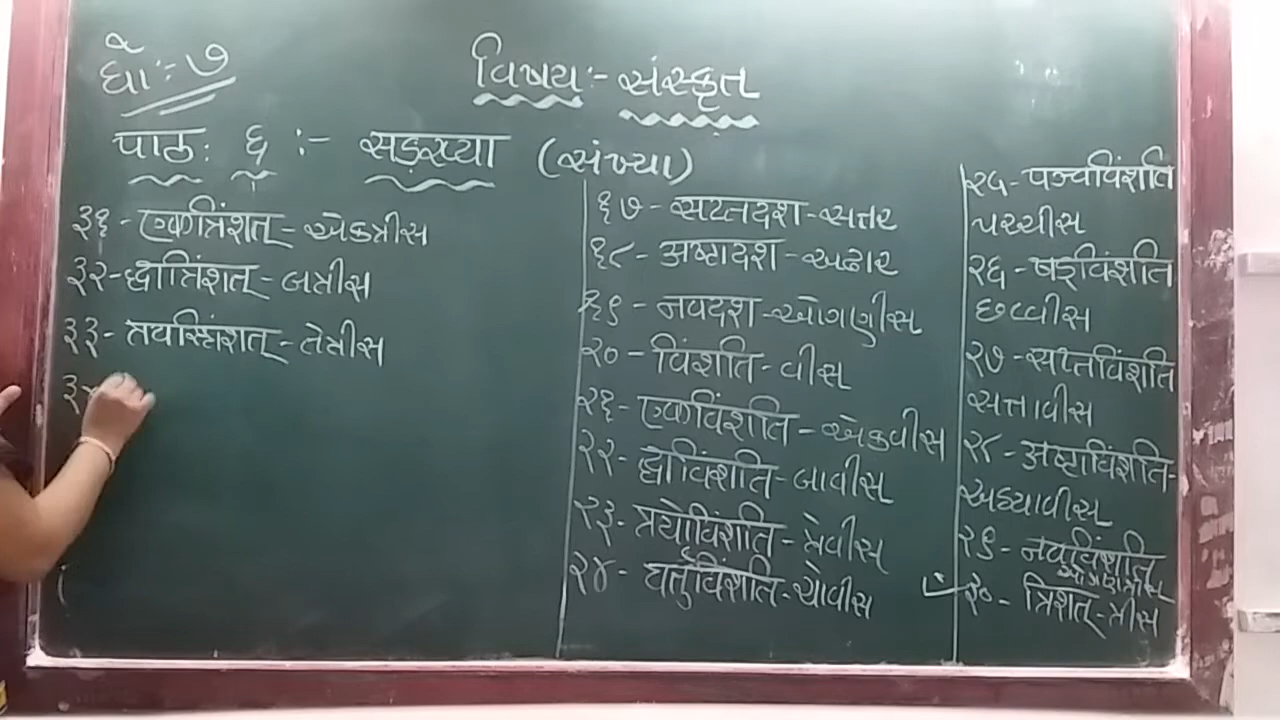 ધો:- ૭
વિષય:- સંસ્કૃત
પાઠ: ६ :- सङ्ख्या (સંખ્યા)
३१ - एकत्रिंशत् - એકત્રીસ
३२ - द्वात्रिंशत् - બત્રીસ
३३ - त्रयस्त्रिंशत् - તેત્રીસ
१७ - सप्तदश - સત્તર
१८ - अष्टादश - અઢાર
१९ - नवदश - ઓગણીસ
२० - विंशति - વીસ
२१ - एकविंशति - એકવીસ
२२ - द्वाविंशति - બાવીસ
२३ - त्रयोविंशति - ત્રેવીસ
२४ - चर्तुविंशति - ચોવીસ
२५ - पञ्चविंशति
પચ્ચીસ
२६ - षड्विंशति
છવ્વીસ
२७ - सप्तविंशति
સત્તાવીસ
२८ - अष्टाविंशति -
અઠ્યાવીસ
२९ - नवविंशति
ઓગણત્રીસ
३० - त्रिंशत् - ત્રીસ